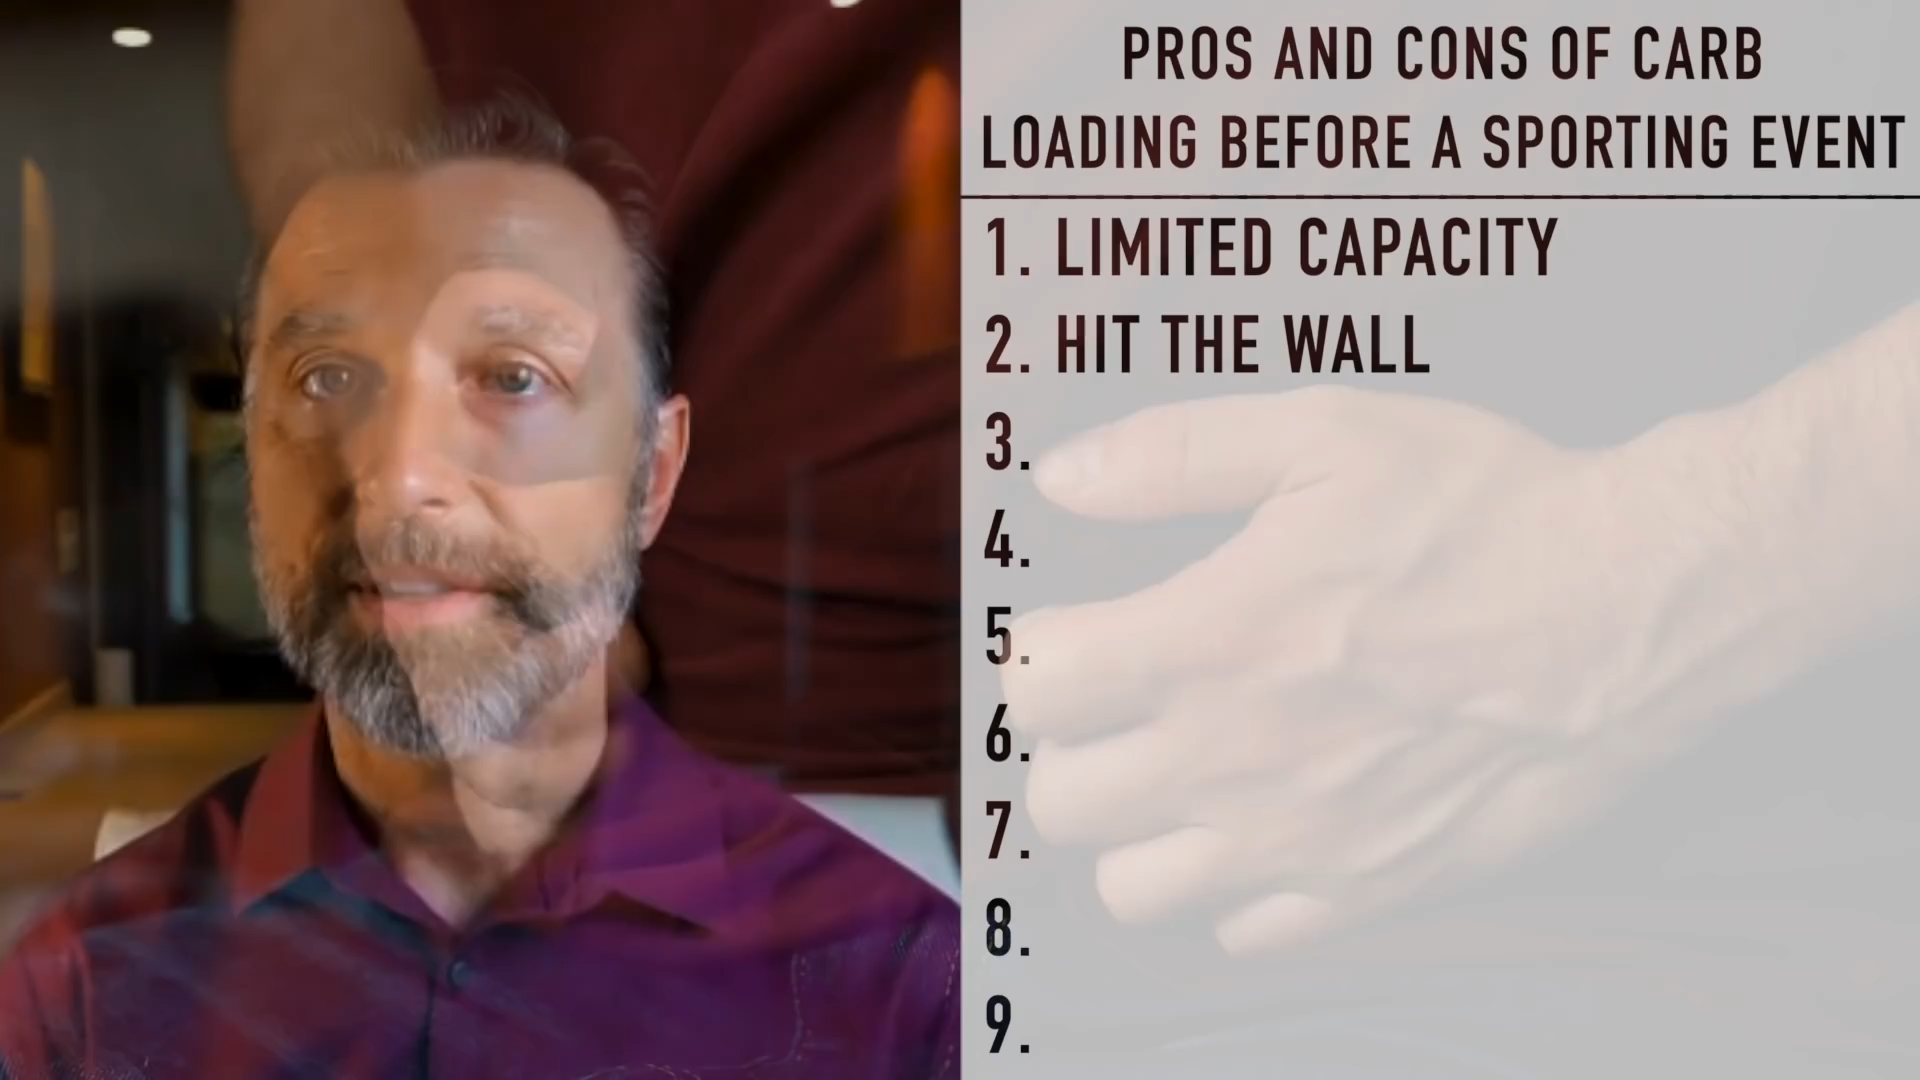 PROS AND CONS OF CARB
LOADING BEFORE A SPORTING EVENT
1. LIMITED CAPACITY
2. HIT THE WALL
3.
4.
5.
6.
7.
8.
9.